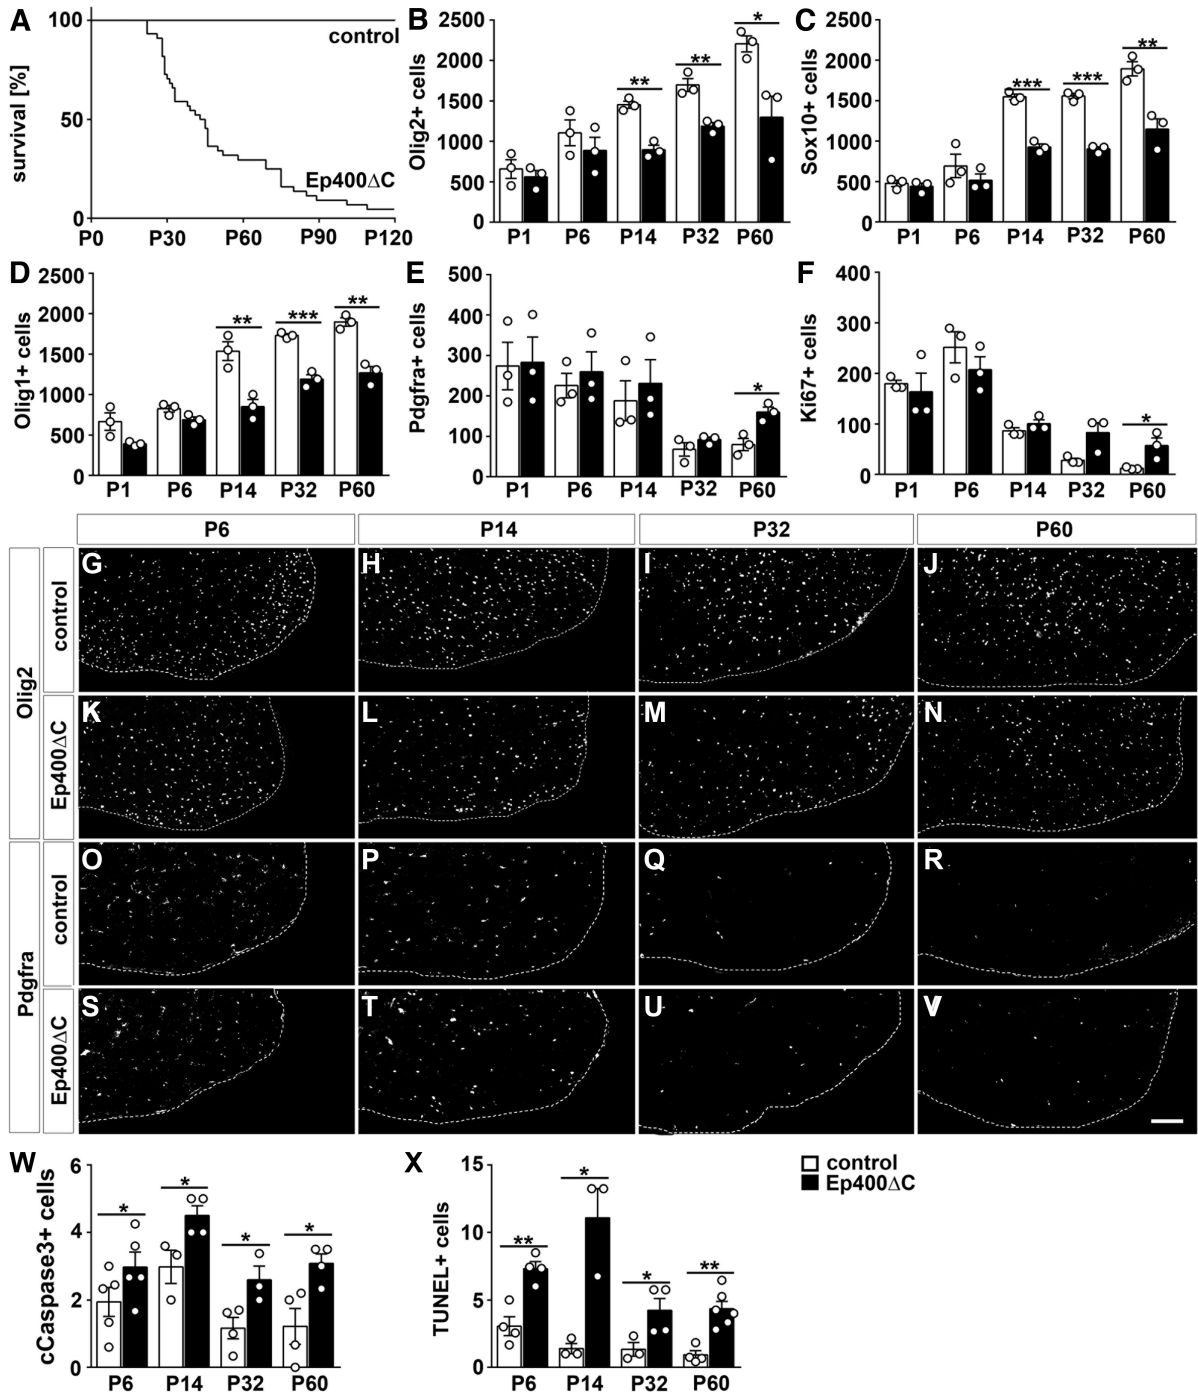 A
100
50
0
survival [%]
control
Ep400ΔC
P0 P30 P60 P90 P120
B
2500
2000
1500
1000
500
0
Olig2+ cells
** ** *
P1 P6 P14 P32 P60
C
2500
2000
1500
1000
500
0
Sox10+ cells
*** *** **
P1 P6 P14 P32 P60
D
2500
2000
1500
1000
500
0
Olig1+ cells
** *** **
P1 P6 P14 P32 P60
E
500
400
300
200
100
0
Pdgfra+ cells
*
P1 P6 P14 P32 P60
F
400
300
200
100
0
Ki67+ cells
*
P1 P6 P14 P32 P60
P6 P14 P32 P60
Olig2
control
G H I J
Ep400ΔC
K L M N
Pdgfra
control
O P Q R
Ep400ΔC
S T U V
W
6
4
2
0
cCaspase3+ cells
* * * *
P6 P14 P32 P60
X
15
10
5
0
TUNEL+ cells
** * * **
P6 P14 P32 P60
control
Ep400ΔC